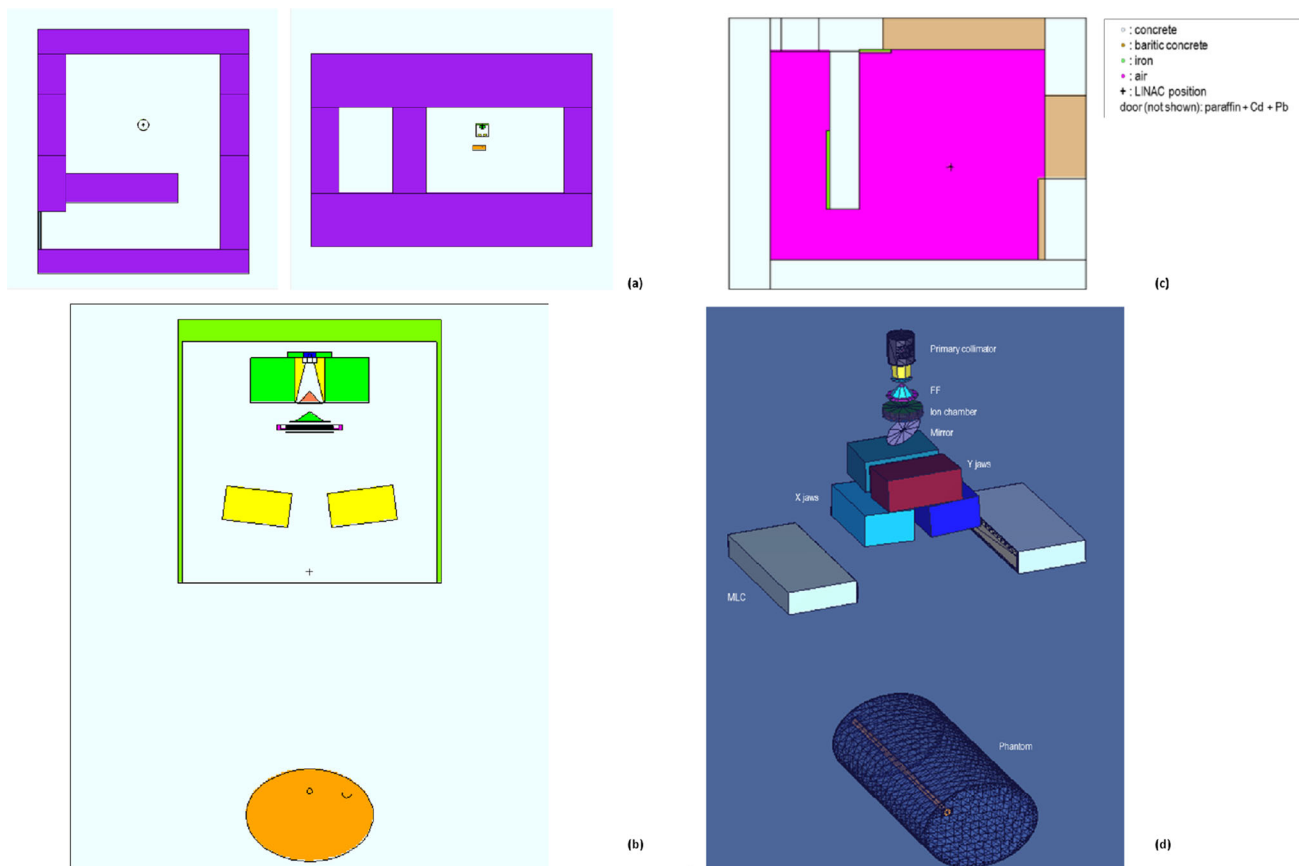 : concrete
: baritic concrete
: iron
: air
+ : LINAC position
door (not shown): paraffin + Cd + Pb
(a)
(c)
Primary collimator
FF
Ion chamber
Mirror
Y jaws
X jaws
MLC
Phantom
(b)
(d)